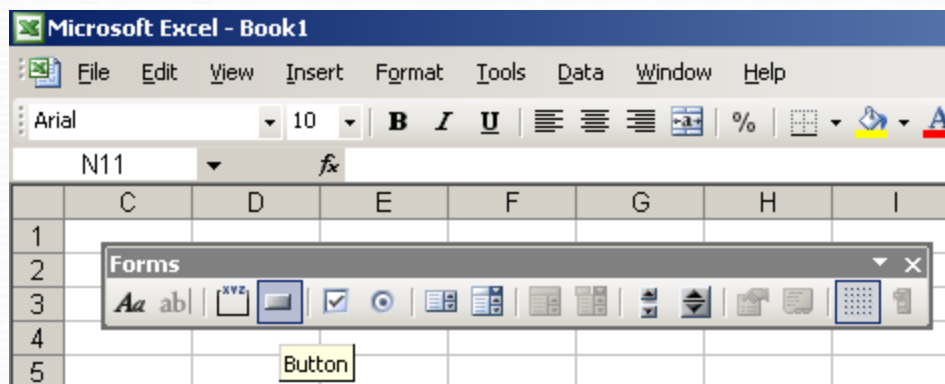 Microsoft Excel - Book1
File Edit View Insert Format Tools Data Window Help
Arial 10 B I U a % A
N11 fx
C D E F G H I
1
2 Forms
3 Aa ab XYZ
4
5 Button